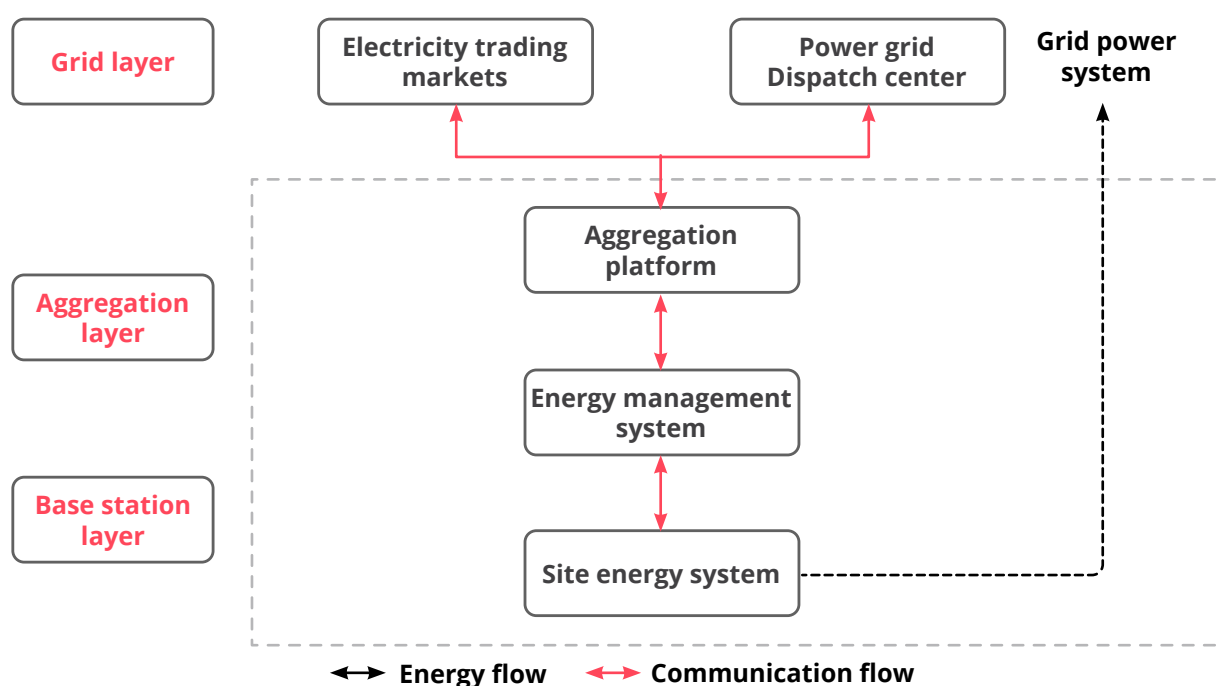 Grid layer
Electricity trading
markets
Power grid
Dispatch center
Grid power
system
Aggregation
platform
Aggregation
layer
Energy management
system
Base station
layer
Site energy system
Energy flow
Communication flow